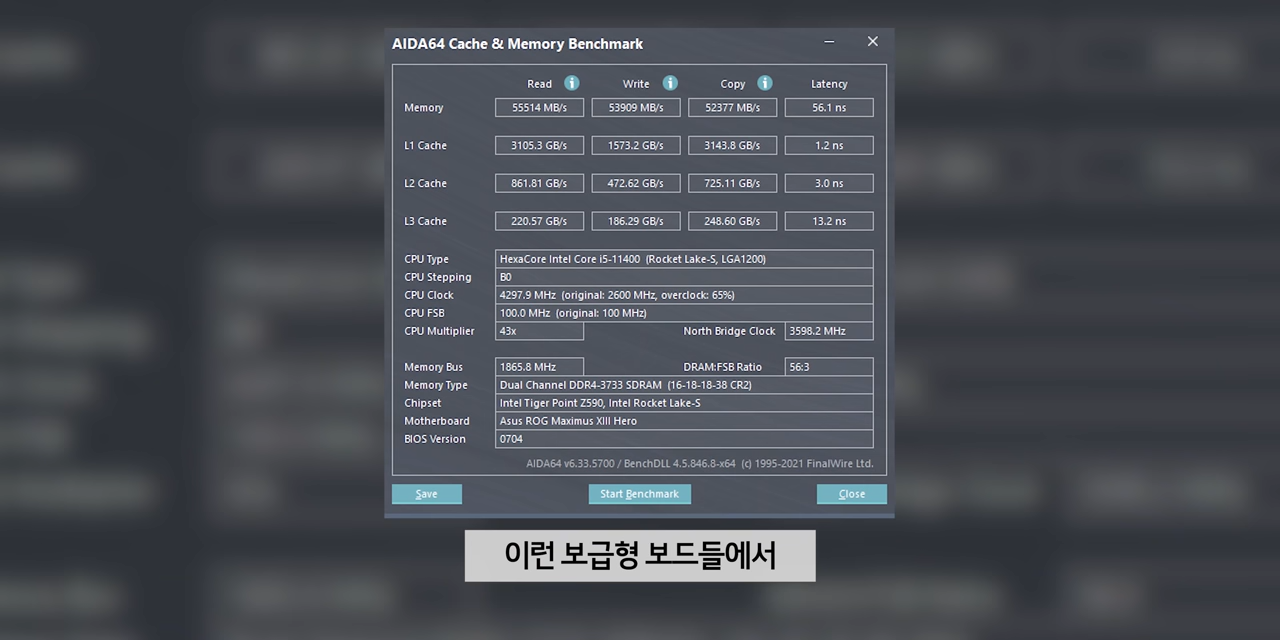 AIDA64 Cache & Memory Benchmark
Read Write Copy Latency
Memory 55514 MB/s 53909 MB/s 52377 MB/s 56.1 ns
L1 Cache 3105.3 GB/s 1573.2 GB/s 3143.8 GB/s 1.2 ns
L2 Cache 861.81 GB/s 472.62 GB/s 725.11 GB/s 3.0 ns
L3 Cache 220.57 GB/s 186.29 GB/s 248.60 GB/s 13.2 ns
CPU Type HexaCore Intel Core i5-11400 (Rocket Lake-S, LGA1200)
CPU Stepping B0
CPU Clock 4297.9 MHz (original: 2600 MHz, overclock: 65%)
CPU FSB 100.0 MHz (original: 100 MHz)
CPU Multiplier 43x North Bridge Clock 3598.2 MHz
Memory Bus 1865.8 MHz DRAM:FSB Ratio 56:3
Memory Type Dual Channel DDR4-3733 SDRAM (16-18-18-38 CR2)
Chipset Intel Tiger Point Z590, Intel Rocket Lake-S
Motherboard Asus ROG Maximus XIII Hero
BIOS Version 0704
AIDA64 v6.33.5700 / BenchDLL 4.5.846.8-x64 (c) 1995-2021 FinalWire Ltd.
Save Start Benchmark Close
이런 보급형 보드들에서